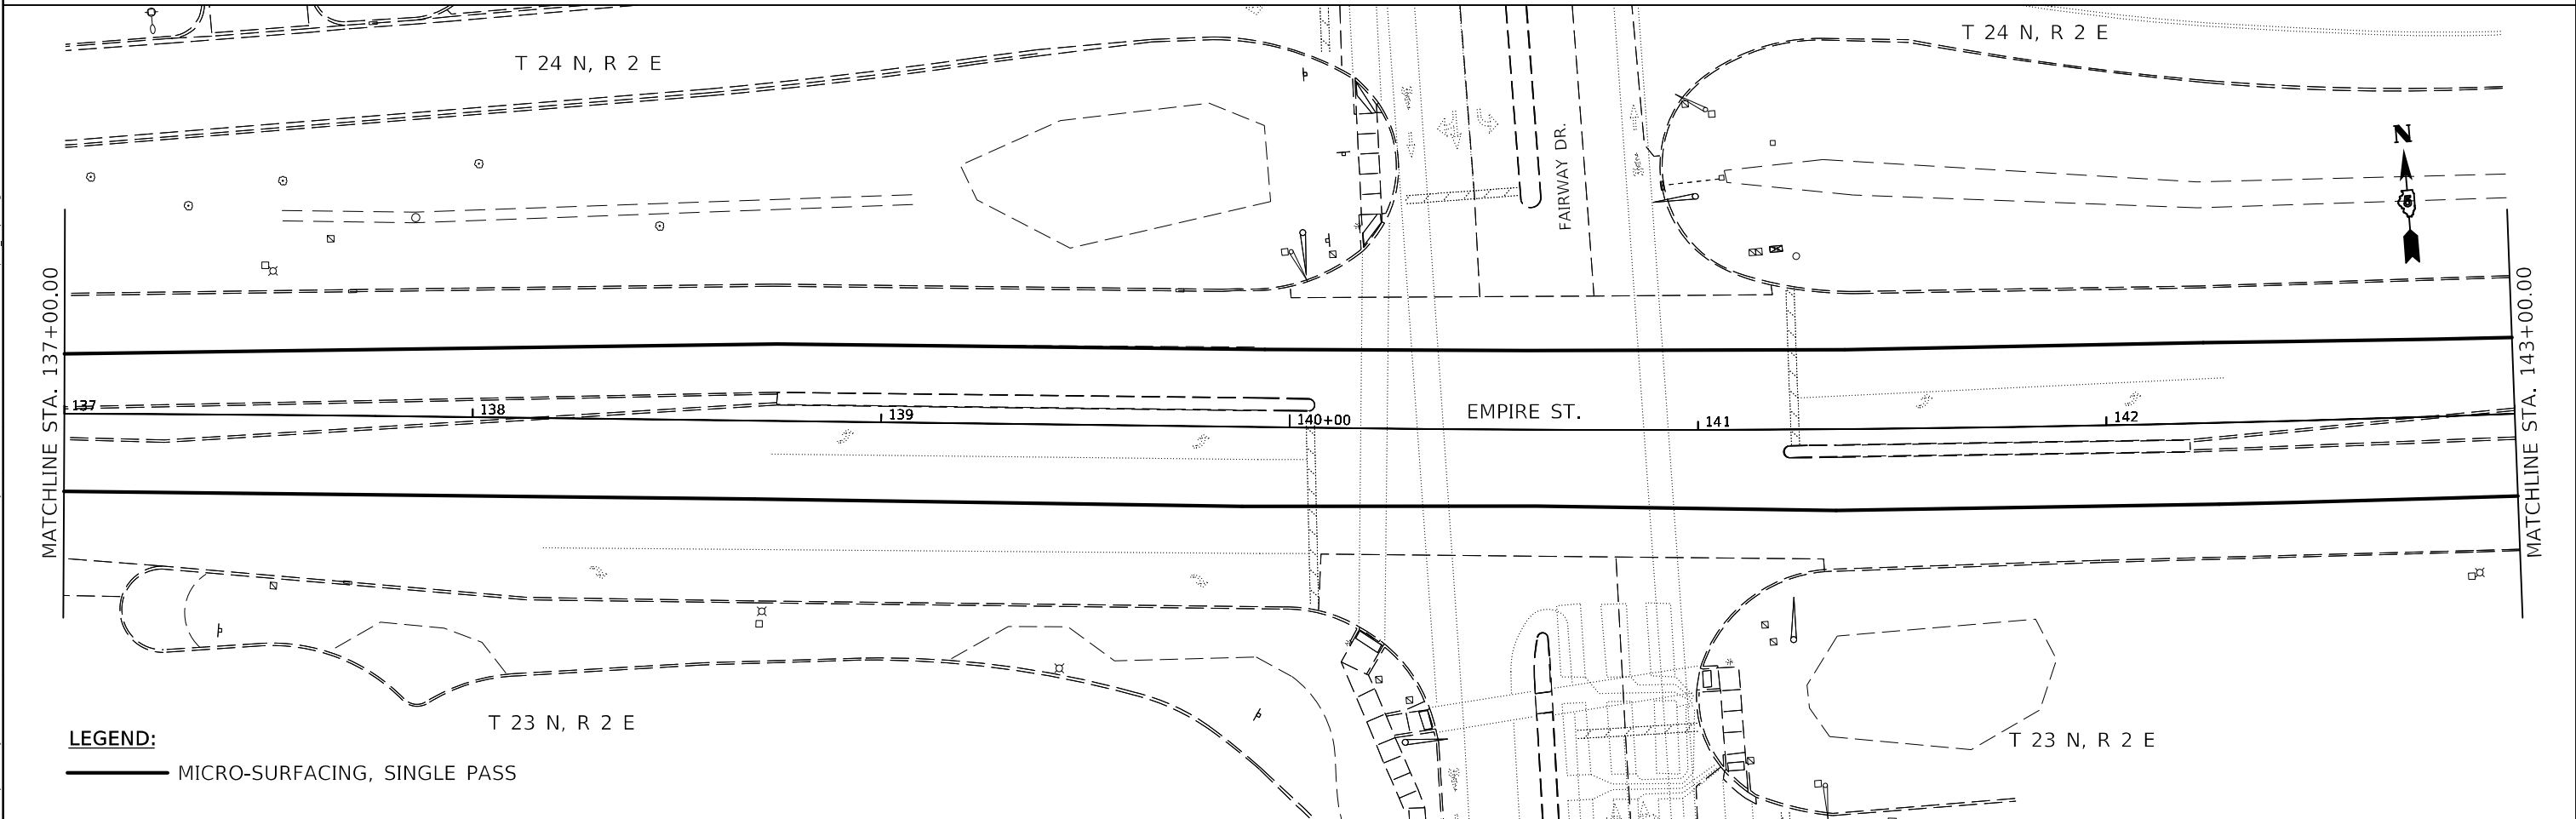 T 24 N, R 2 E
T 24 N, R 2 E
N
FAIRWAY DR.
MATCHLINE STA. 137+00.00
MATCHLINE STA. 143+00.00
137
138
139
140+00
EMPIRE ST.
141
142
T 23 N, R 2 E
T 23 N, R 2 E
LEGEND:
MICRO-SURFACING, SINGLE PASS